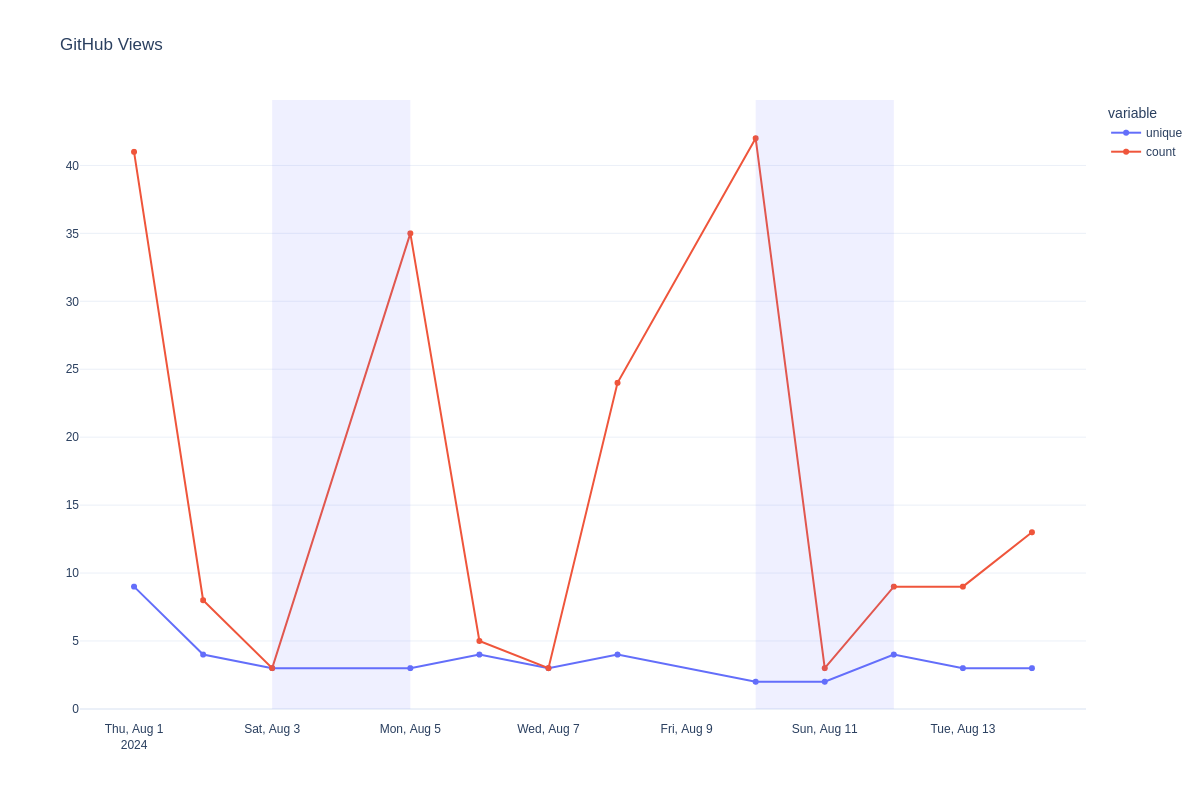 GitHub Views
variable
unique
count
40
35
30
25
20
15
10
5
0
Thu, Aug 1
2024
Sat, Aug 3
Mon, Aug 5
Wed, Aug 7
Fri, Aug 9
Sun, Aug 11
Tue, Aug 13